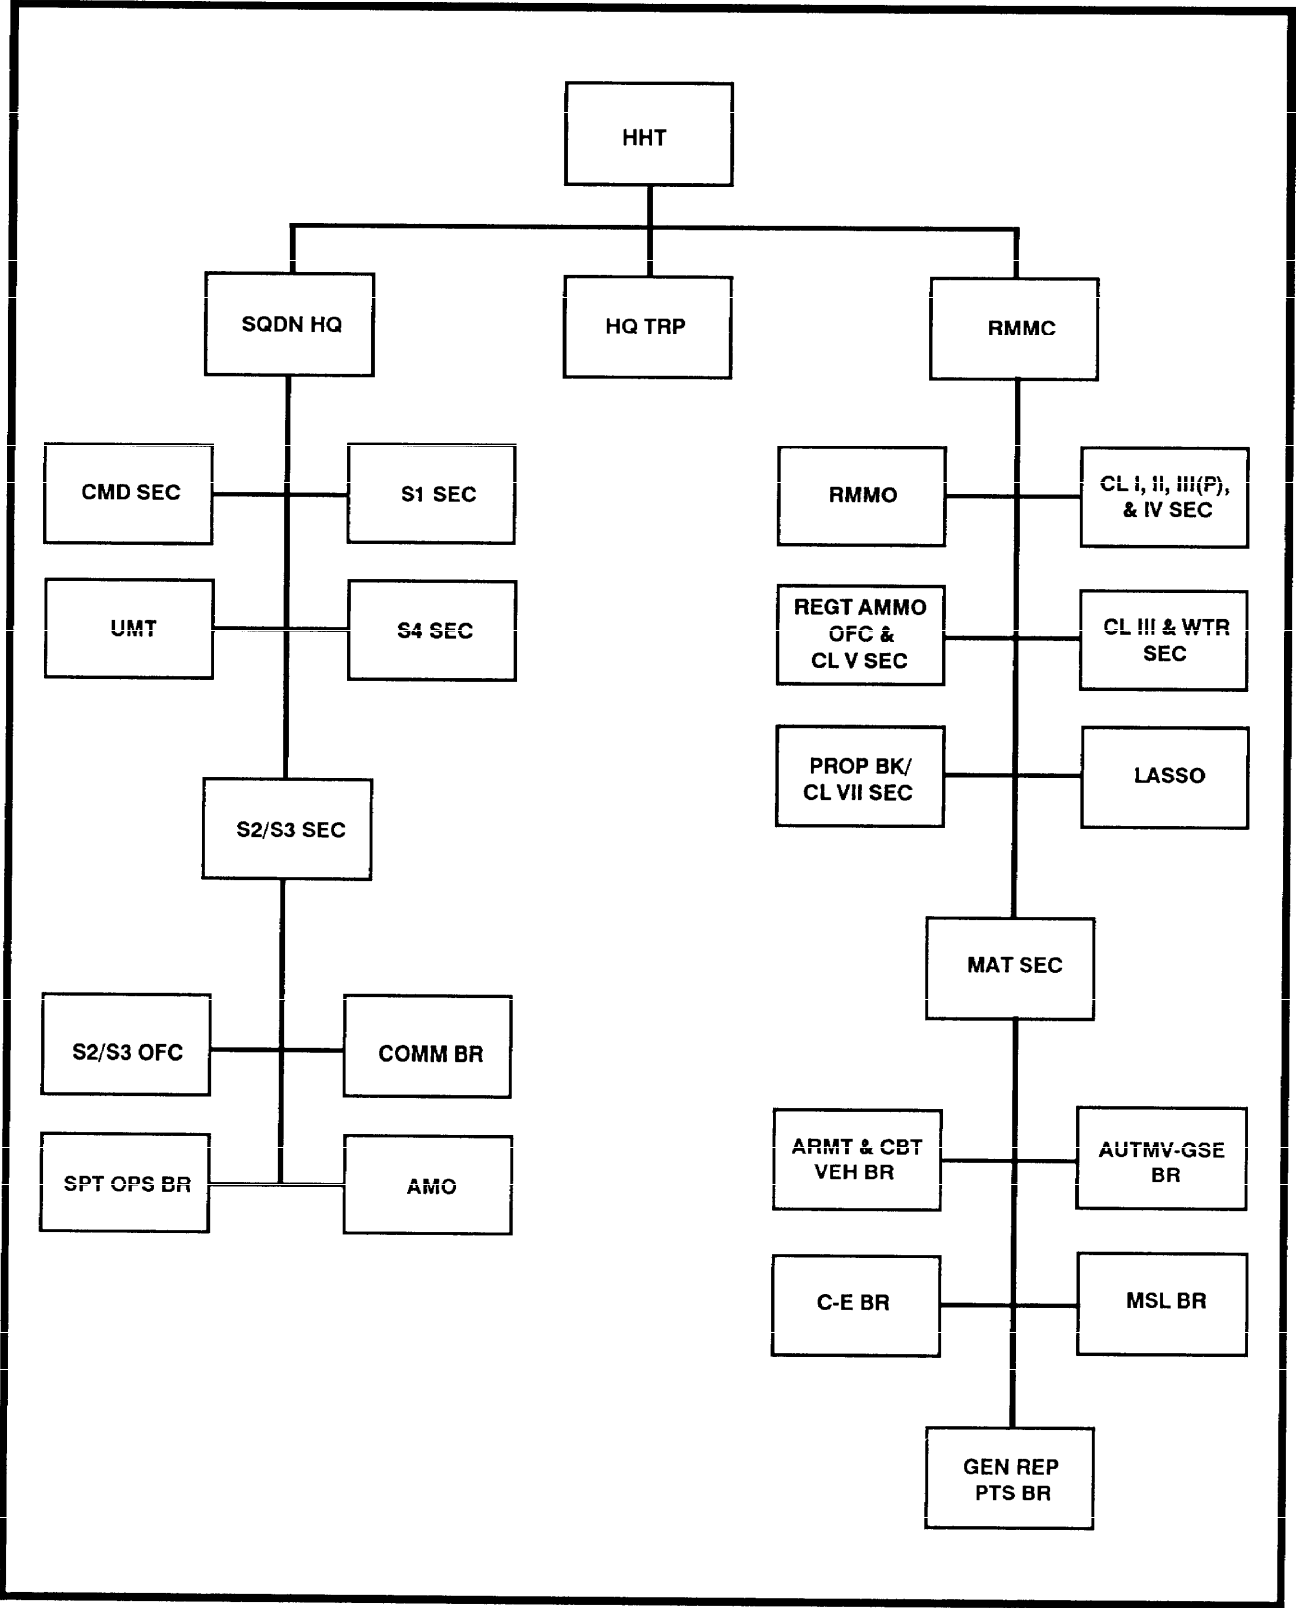 HHT
SQDN HQ
HQ TRP
RMMC
CMD SEC
S1 SEC
RMMO
CL I, II, III(P),
& IV SEC
UMT
S4 SEC
REGT AMMO
OFC &
CL V SEC
CL III & WTR
SEC
PROP BK/
CL VII SEC
LASSO
S2/S3 SEC
MAT SEC
S2/S3 OFC
COMM BR
SPT OPS BR
AMO
ARMT & CBT
VEH BR
AUTMV-GSE
BR
C-E BR
MSL BR
GEN REP
PTS BR